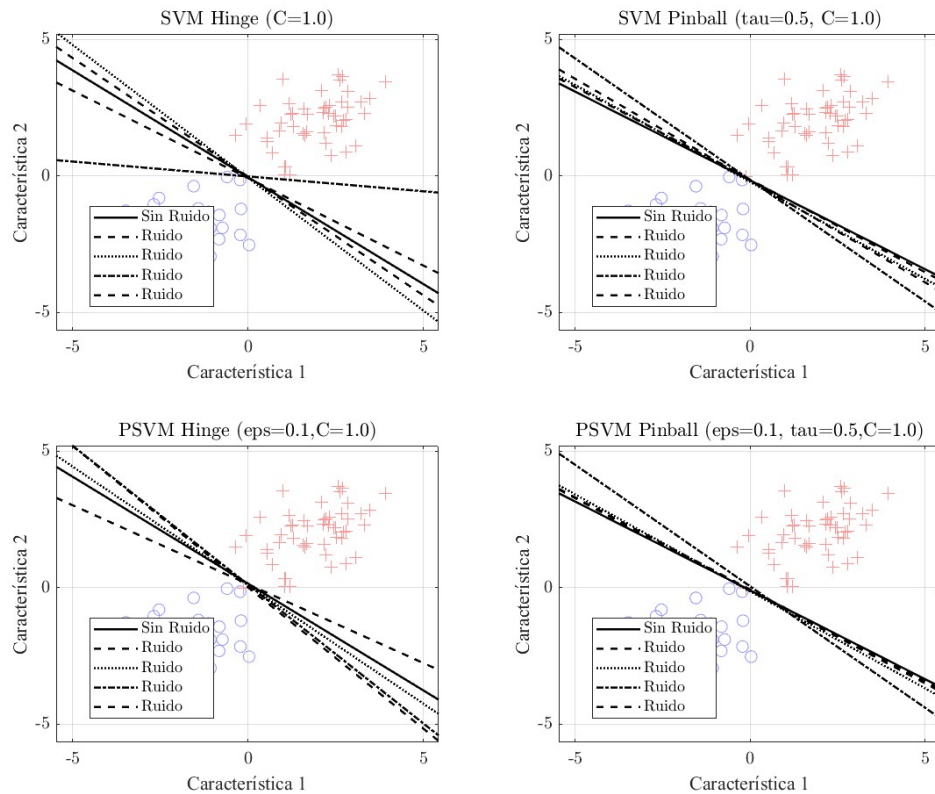 SVM Hinge (C=1.0)
5
0
-5
Característica 2
Sin Ruido
Ruido
Ruido
Ruido
Ruido
-5
0
5
Característica 1
SVM Pinball (tau=0.5, C=1.0)
5
0
-5
Característica 2
Sin Ruido
Ruido
Ruido
Ruido
Ruido
-5
0
5
Característica 1
PSVM Hinge (eps=0.1,C=1.0)
5
0
-5
Característica 2
Sin Ruido
Ruido
Ruido
Ruido
Ruido
-5
0
5
Característica 1
PSVM Pinball (eps=0.1, tau=0.5,C=1.0)
5
0
-5
Característica 2
Sin Ruido
Ruido
Ruido
Ruido
Ruido
-5
0
5
Característica 1